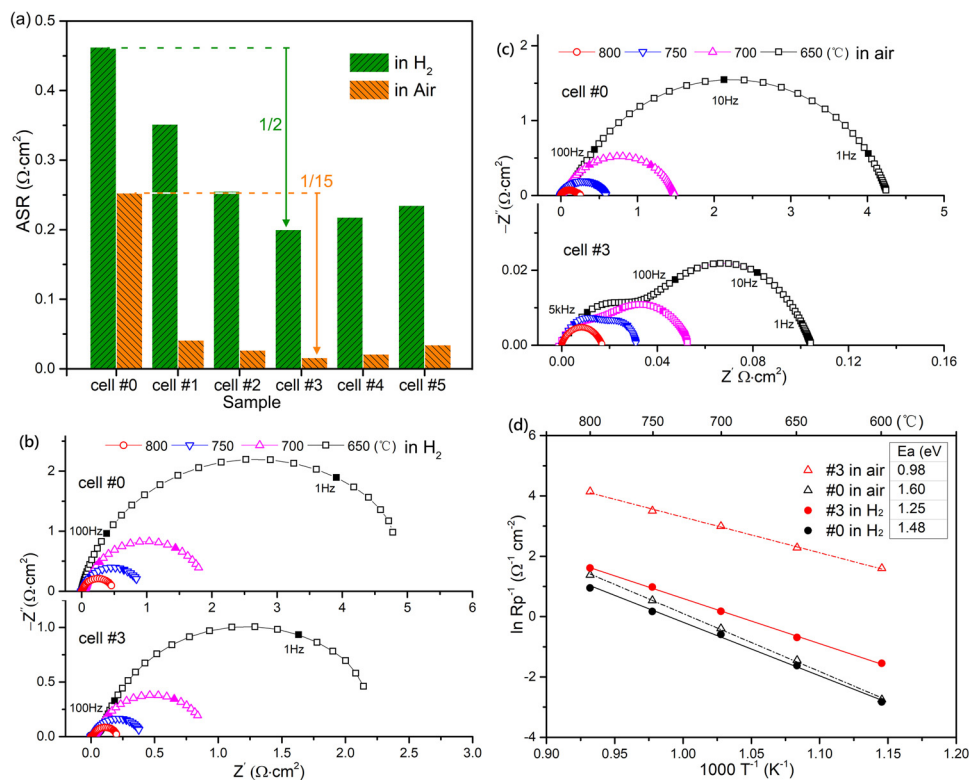 (a)
0.5
0.4
0.3
0.2
0.1
0.0
ASR (Ω·cm²)
in H₂
in Air
1/2
1/15
cell #0 cell #1 cell #2 cell #3 cell #4 cell #5
Sample
(b)
800 750 700 650 (℃) in H₂
cell #0
2
1
0
100Hz
1Hz
0 1 2 3 4 5 6
-Z″ (Ω·cm²)
cell #3
1.0
0.5
0.0
100Hz
1Hz
0.0 0.5 1.0 1.5 2.0 2.5 3.0
Z′ (Ω·cm²)
(c)
800 750 700 650 (℃) in air
cell #0
-2
-1
0
100Hz
10Hz
1Hz
0 1 2 3 4 5
-Z″ (Ω·cm²)
cell #3
0.02
0.00
5kHz
100Hz
10Hz
1Hz
0.00 0.04 0.08 0.12 0.16
Z′ Ω·cm²)
(d)
800 750 700 650 600 (℃)
Ea (eV
#3 in air 0.98
#0 in air 1.60
#3 in H₂ 1.25
#0 in H₂ 1.48
6
4
2
0
-2
-4
ln Rp⁻¹ (Ω⁻¹ cm⁻²)
0.90 0.95 1.00 1.05 1.10 1.15 1.20
1000 T⁻¹ (K⁻¹)